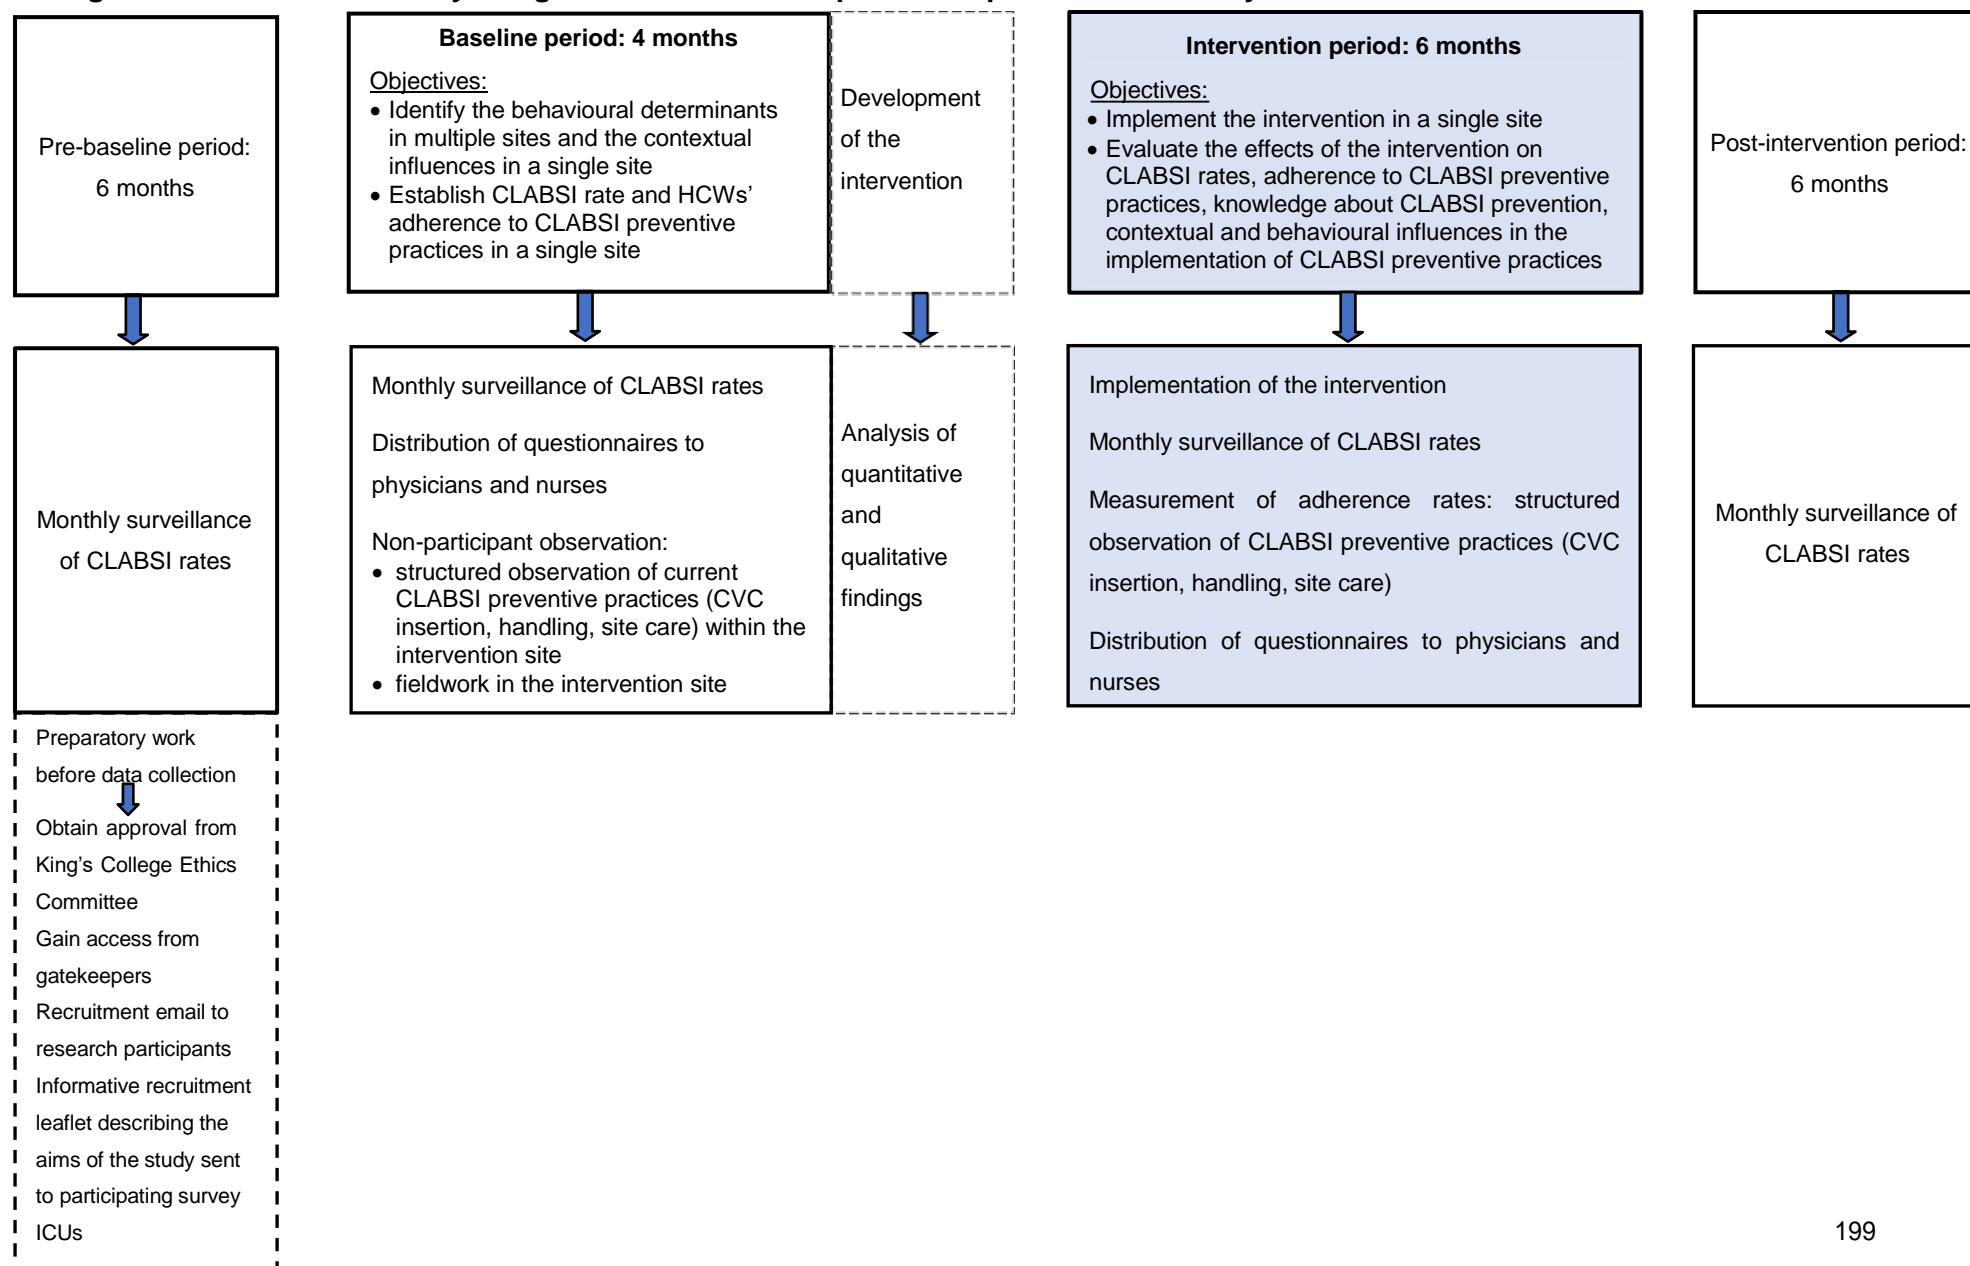 Pre-baseline period:
6 months
Baseline period: 4 months
Objectives:
• Identify the behavioural determinants
in multiple sites and the contextual
influences in a single site
• Establish CLABSI rate and HCWs'
adherence to CLABSI preventive
practices in a single site
Development
of the
intervention
Intervention period: 6 months
Objectives:
• Implement the intervention in a single site
• Evaluate the effects of the intervention on
CLABSI rates, adherence to CLABSI preventive
practices, knowledge about CLABSI prevention,
contextual and behavioural influences in the
implementation of CLABSI preventive practices
Post-intervention period:
6 months
Monthly surveillance
of CLABSI rates
Monthly surveillance of CLABSI rates
Distribution of questionnaires to
physicians and nurses
Non-participant observation:
• structured observation of current
CLABSI preventive practices (CVC
insertion, handling, site care) within the
intervention site
• fieldwork in the intervention site
Analysis of
quantitative
and
qualitative
findings
Implementation of the intervention
Monthly surveillance of CLABSI rates
Measurement of adherence rates: structured
observation of CLABSI preventive practices (CVC
insertion, handling, site care)
Distribution of questionnaires to physicians and
nurses
Monthly surveillance of
CLABSI rates
Preparatory work
before data collection
Obtain approval from
King's College Ethics
Committee
Gain access from
gatekeepers
Recruitment email to
research participants
Informative recruitment
leaflet describing the
aims of the study sent
to participating survey
ICUs
199